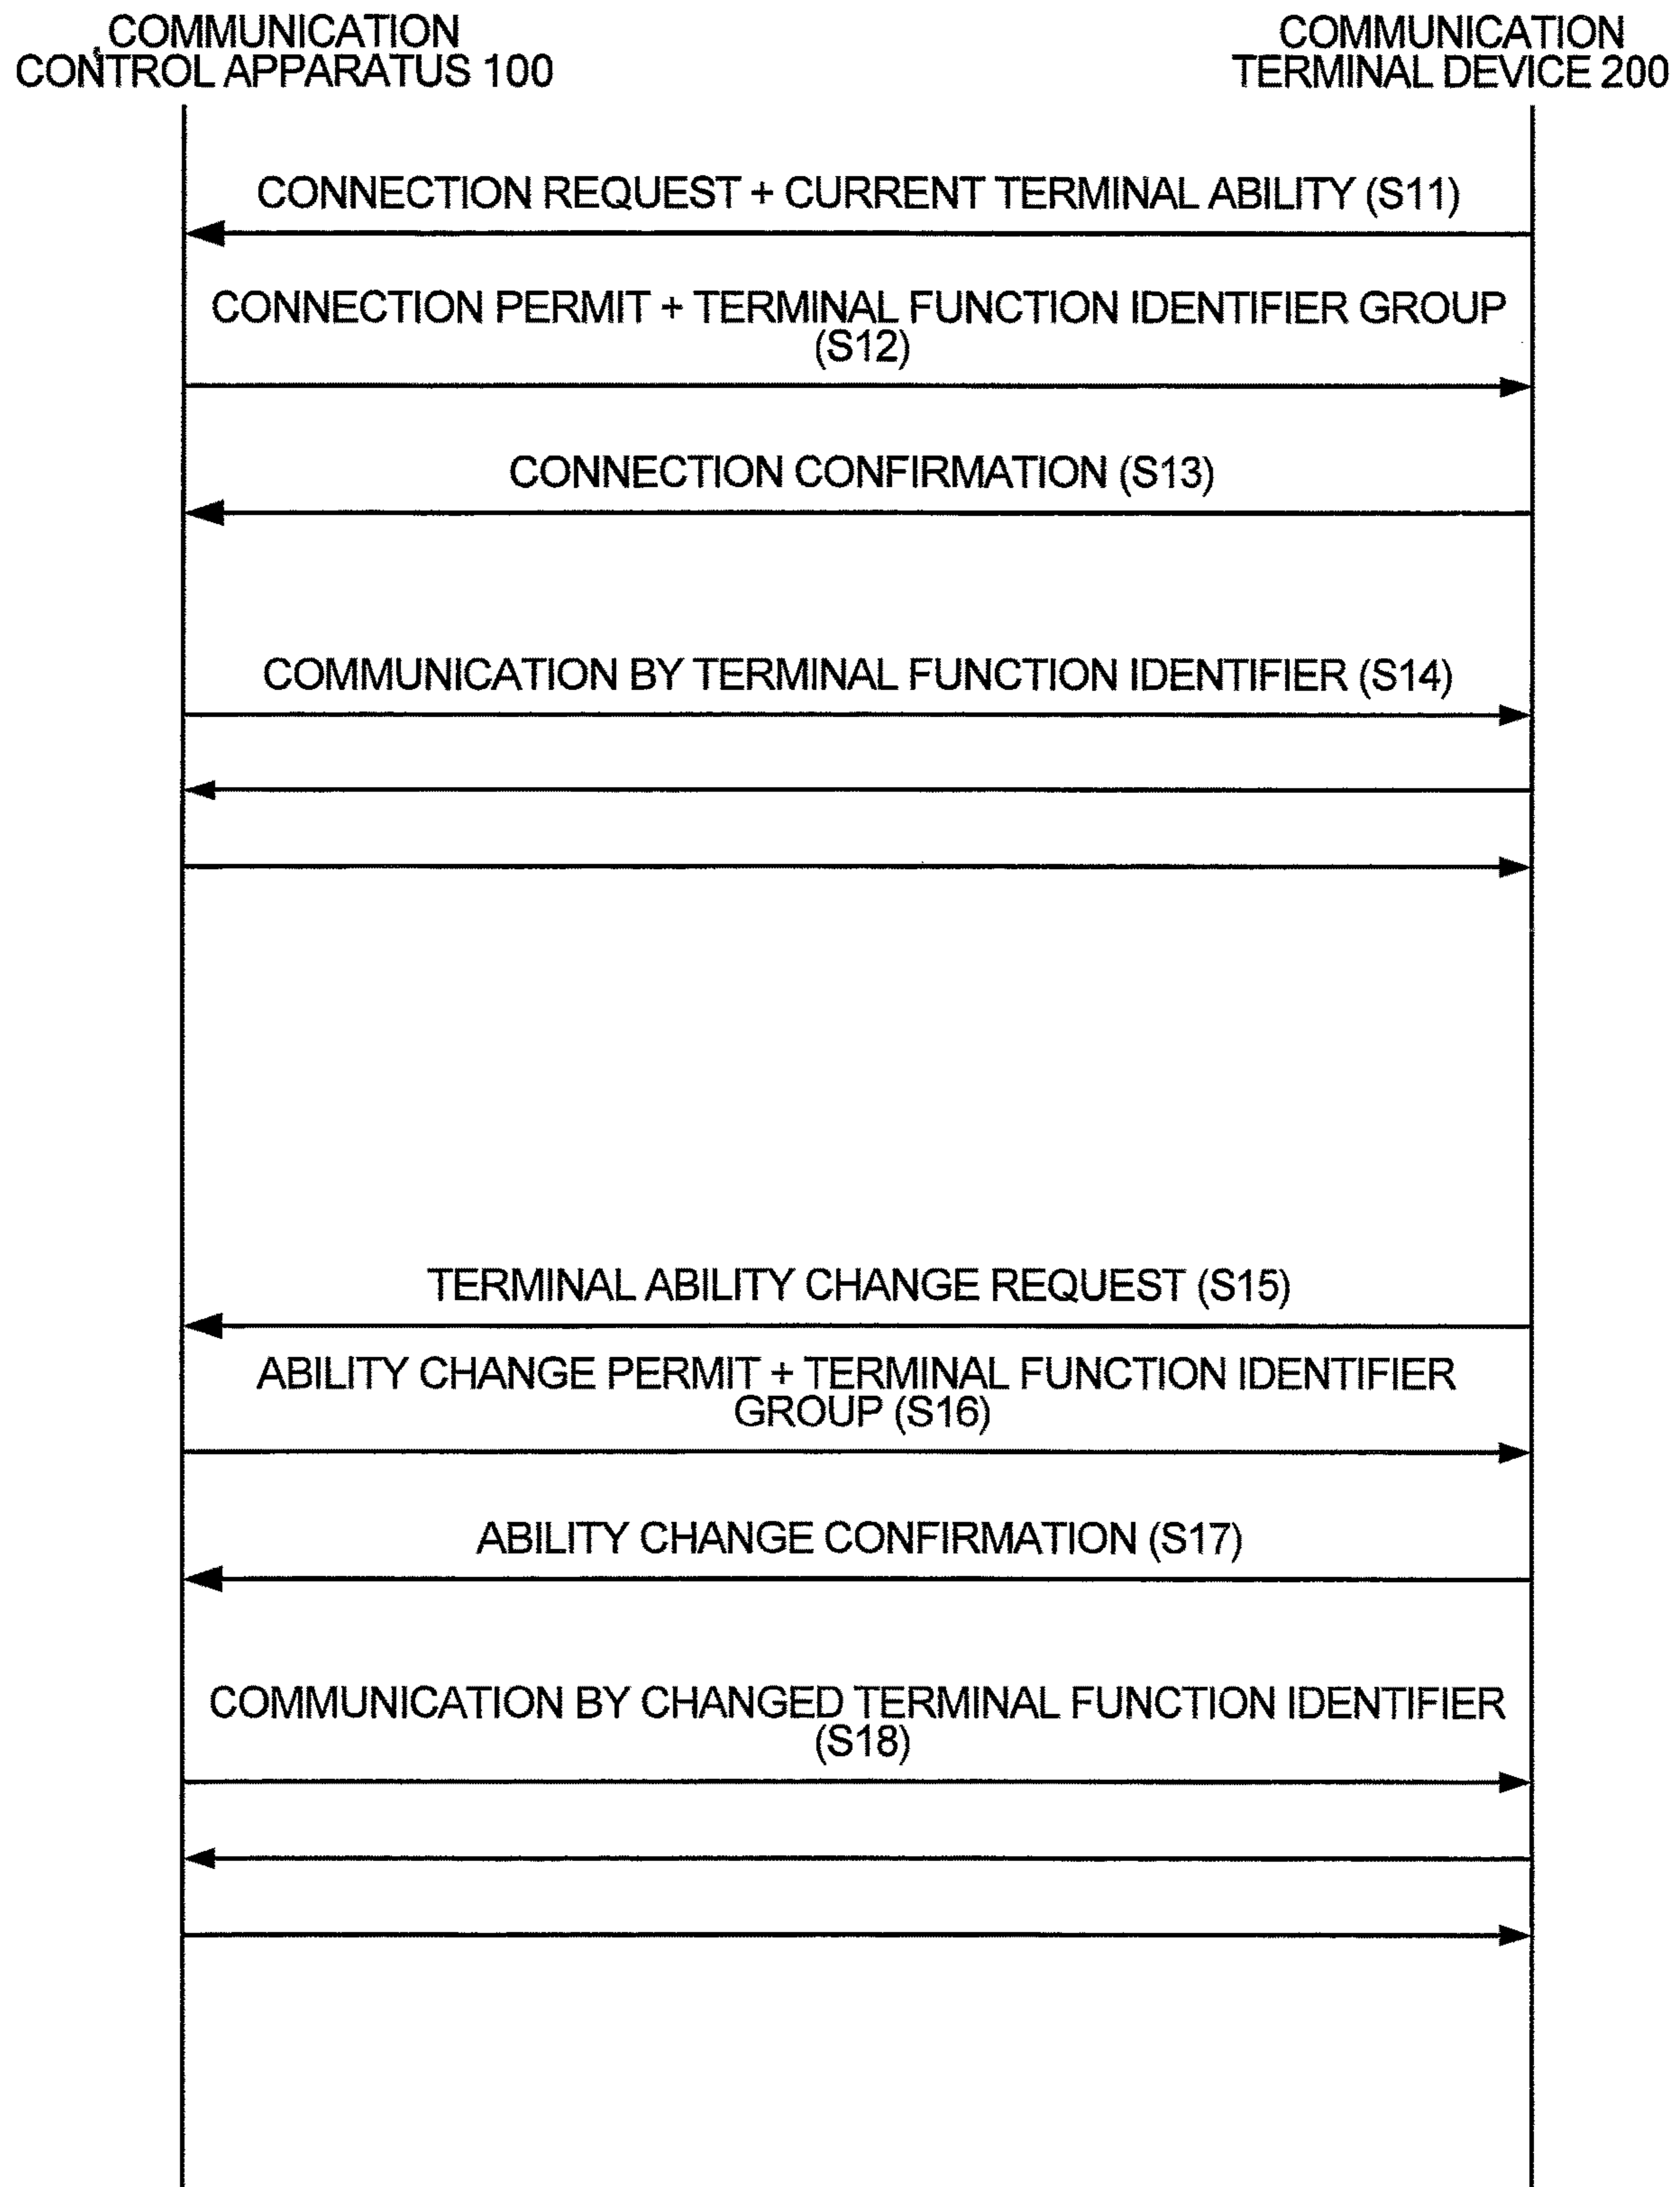 COMMUNICATION
CONTROL APPARATUS 100
COMMUNICATION
TERMINAL DEVICE 200
CONNECTION REQUEST + CURRENT TERMINAL ABILITY (S11)
CONNECTION PERMIT + TERMINAL FUNCTION IDENTIFIER GROUP
(S12)
CONNECTION CONFIRMATION (S13)
COMMUNICATION BY TERMINAL FUNCTION IDENTIFIER (S14)
TERMINAL ABILITY CHANGE REQUEST (S15)
ABILITY CHANGE PERMIT + TERMINAL FUNCTION IDENTIFIER
GROUP (S16)
ABILITY CHANGE CONFIRMATION (S17)
COMMUNICATION BY CHANGED TERMINAL FUNCTION IDENTIFIER
(S18)